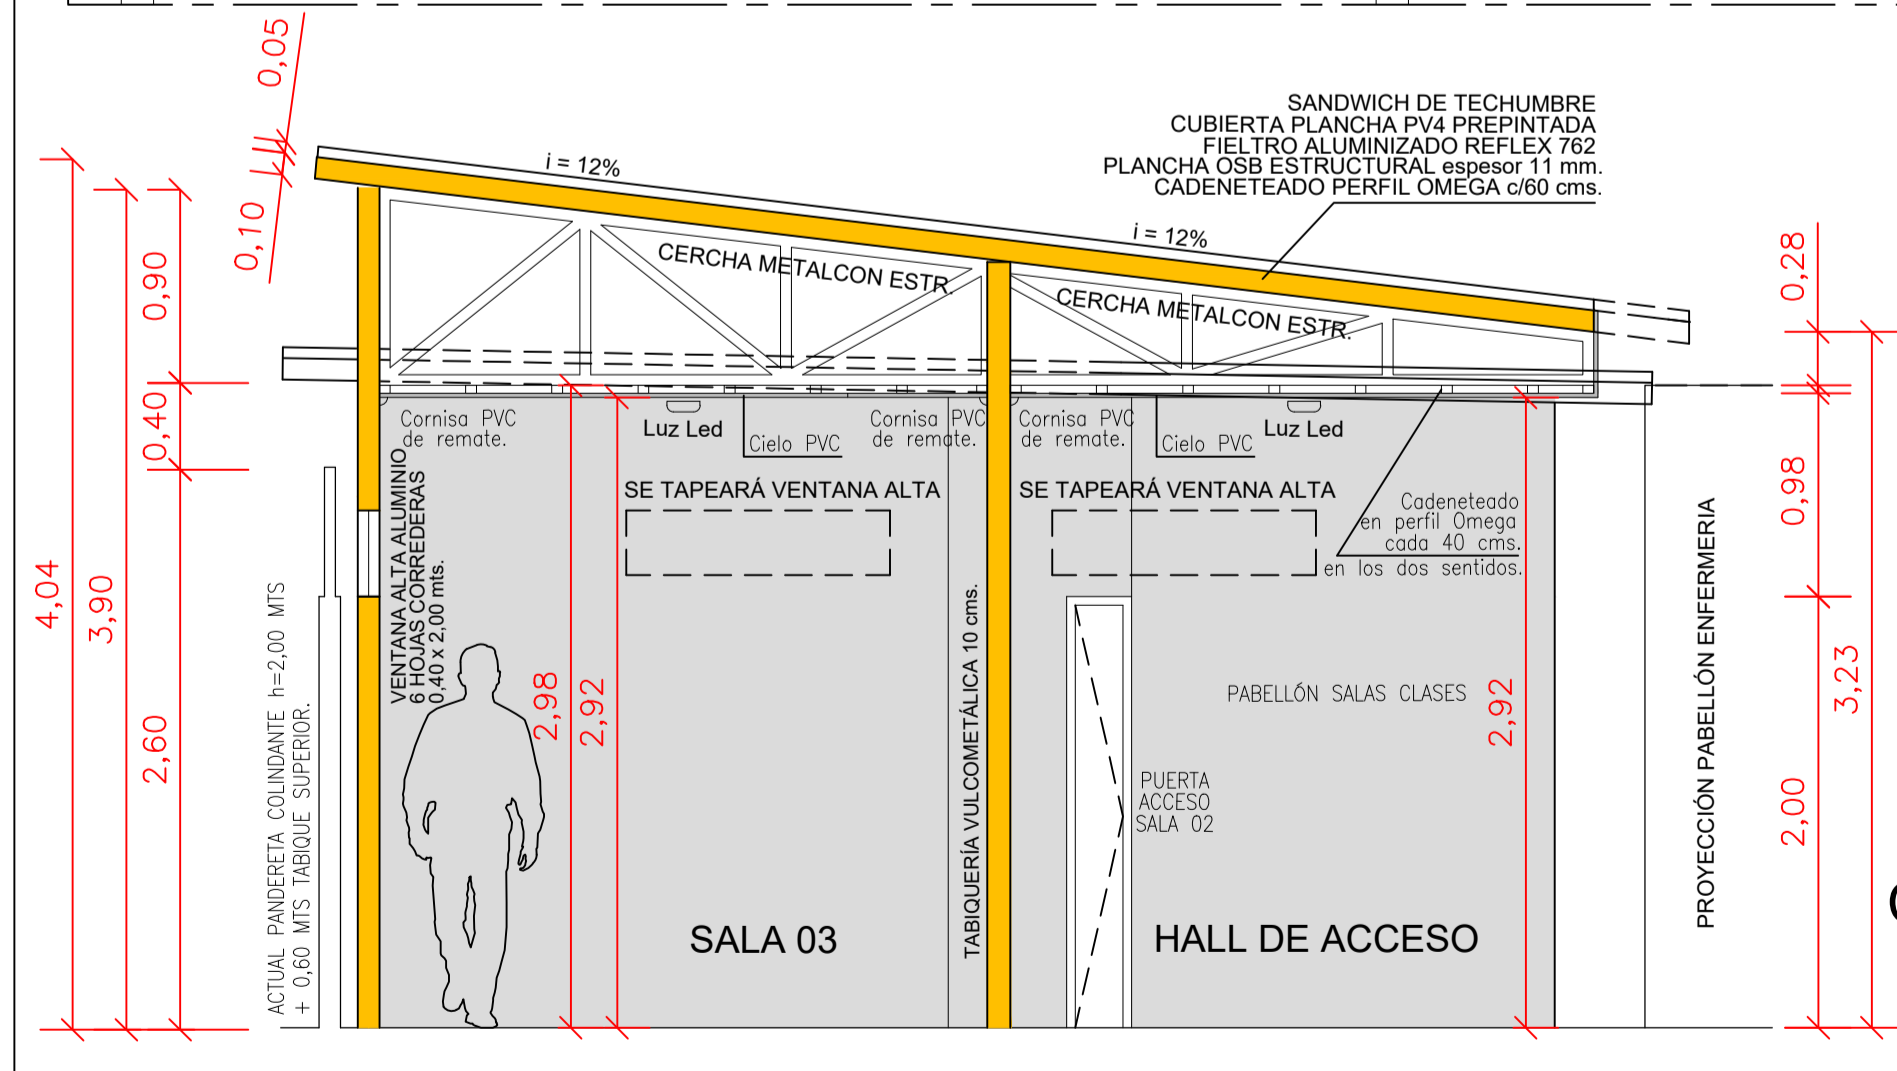 0,05
0,10
i = 12%
i = 12%
SANDWICH DE TECHUMBRE
CUBIERTA PLANCHA PV4 PREPINTADA
FIELTRO ALUMINIZADO REFLEX 762
PLANCHA OSB ESTRUCTURAL espesor 11 mm.
CADENETEADO PERFIL OMEGA c/60 cms.
CERCHA METALCON ESTR.
CERCHA METALCON ESTR.
4,04
3,90
0,90
0,40
2,60
Cornisa PVC
de remate.
Luz Led
Cielo PVC
Cornisa PVC
de remate.
Cornisa PVC
de remate.
Cielo PVC
Luz Led
VENTANA ALTA ALUMINIO
6 HOJAS CORREDERAS
0,40 x 2,00 mts.
SE TAPEARÁ VENTANA ALTA
SE TAPEARÁ VENTANA ALTA
Cadeneteado
en perfil Omega
cada 40 cms.
en los dos sentidos.
ACTUAL PANDERETA COLINDANTE h=2,00 MTS
+ 0,60 MTS TABIQUE SUPERIOR.
2,98
2,92
TABIQUERÍA VULCOMETÁLICA 10 cms.
PABELLÓN SALAS CLASES
2,92
PUERTA
ACCESO
SALA 02
SALA 03
HALL DE ACCESO
PROYECCIÓN PABELLÓN ENFERMERIA
0,28
0,98
2,00
3,23